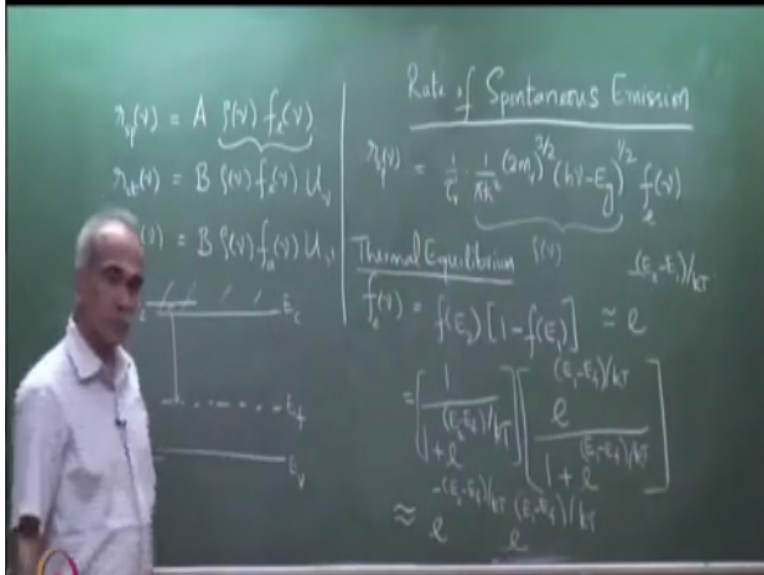 r_sp(ν) = A ρ(ν) f_e(ν)
r_st(ν) = B ρ(ν) f_e(ν) U_ν
(ν) = B ρ(ν) f_a(ν) U_ν
E_c
E_f
E_v
Rate of Spontaneous Emission
r_sp(ν) = 1/τ_r · 1/πħ² (2m_r)^3/2 (hν-E_g)^1/2 f_e(ν)
ρ(ν)
Thermal Equilibrium
f_e(ν) = f(E_2) [1 - f(E_1)] ≈ e^-(E_2-E_1)/kT
= [1/(1+e^(E_2-E_f)/kT)] [e^(E_1-E_f)/kT/(1+e^(E_1-E_f)/kT)]
≈ e^-(E_2-E_f)/kT e^(E_1-E_f)/kT